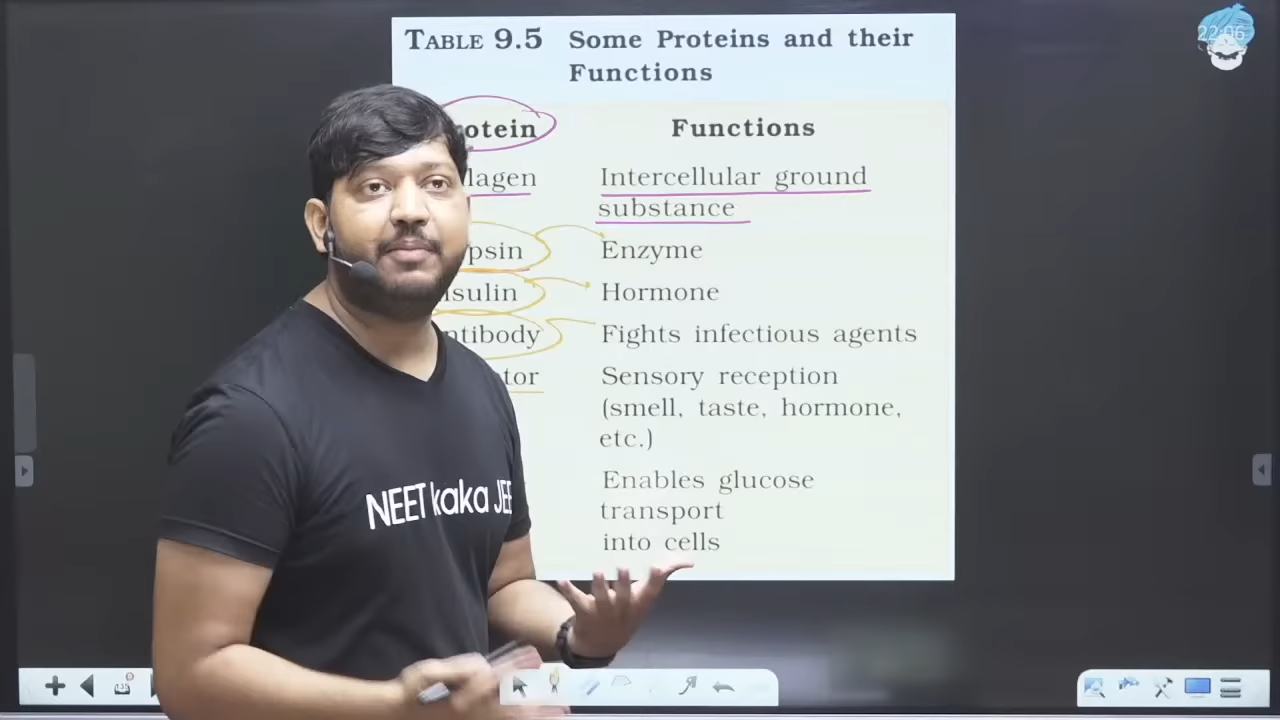 TABLE 9.5 Some Proteins and their
Functions
otein Functions
lagen Intercellular ground
substance
psin Enzyme
sulin Hormone
ntibody Fights infectious agents
tor Sensory reception
(smell, taste, hormone,
etc.)
Enables glucose
transport
into cells
NEET kaka JEE
22:06